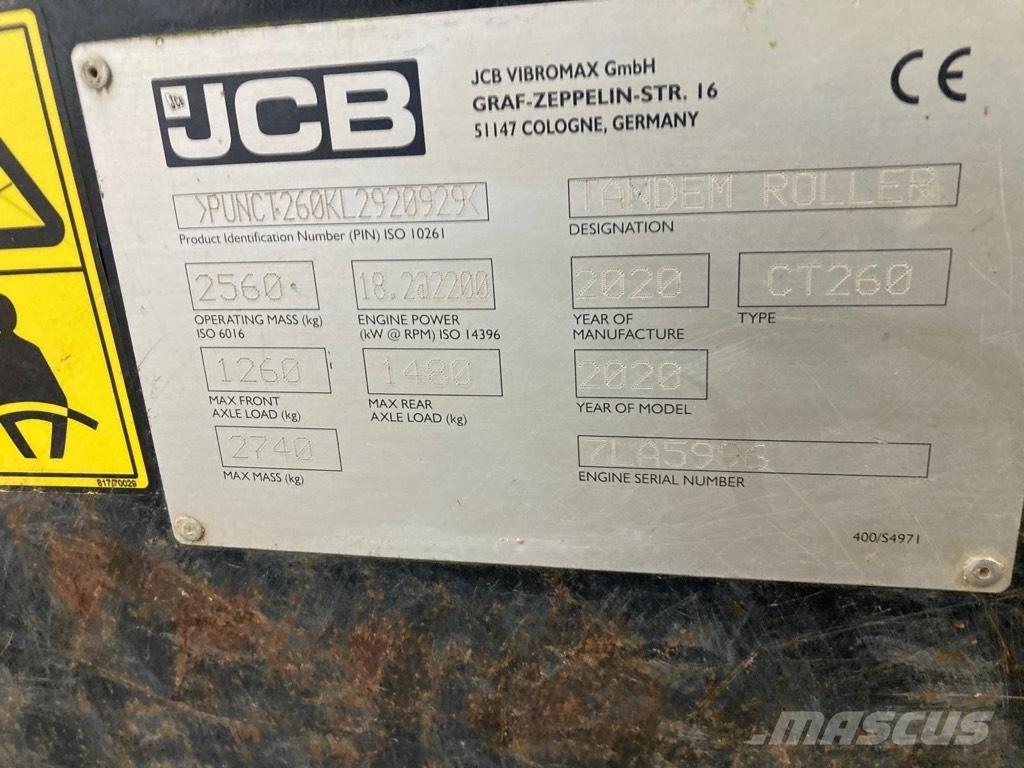 JCB
JCB
JCB VIBROMAX GmbH
GRAF-ZEPPELIN-STR. 16
51147 COLOGNE, GERMANY
CE
>PUNCT260KL2920929<
Product Identification Number (PIN) ISO 10261
TANDEM ROLLER
DESIGNATION
2560
OPERATING MASS (kg)
ISO 6016
18.2@2200
ENGINE POWER
(kW @ RPM) ISO 14396
2020
YEAR OF
MANUFACTURE
CT260
TYPE
1260
MAX FRONT
AXLE LOAD (kg)
1480
MAX REAR
AXLE LOAD (kg)
2020
YEAR OF MODEL
2740
MAX MASS (kg)
ENGINE SERIAL NUMBER
400/S4971
817/70029
MASCUS